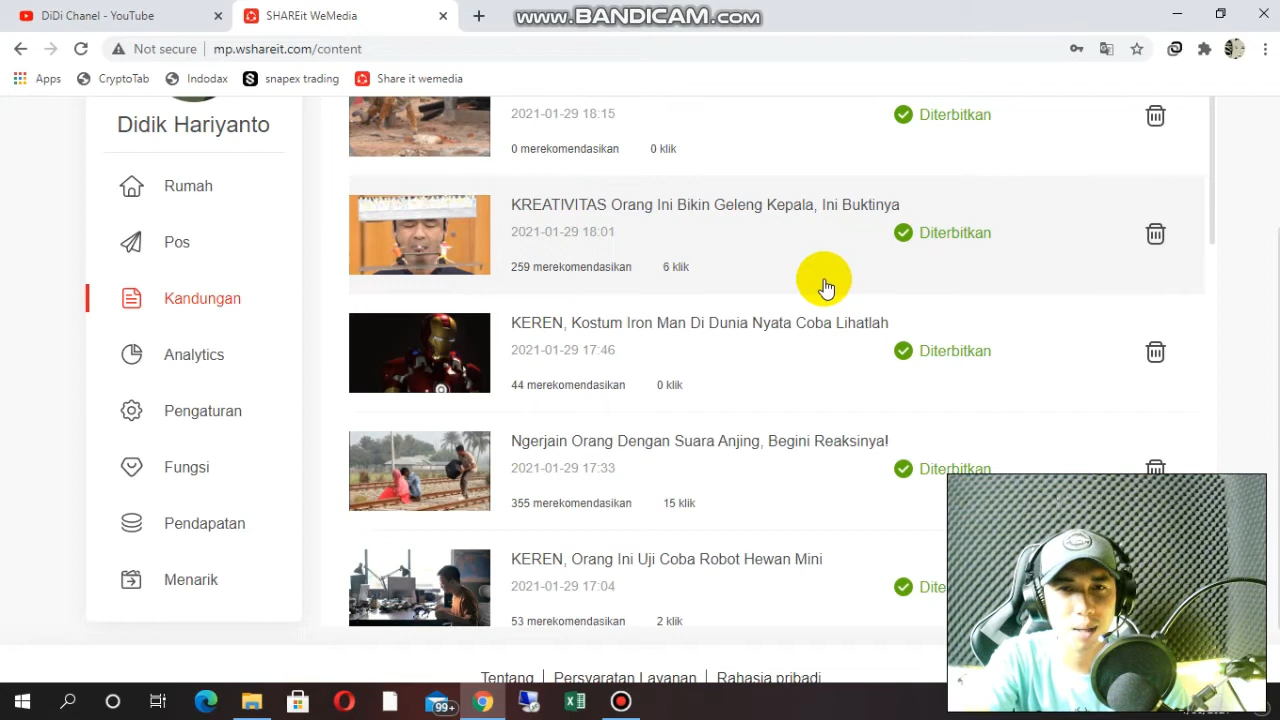 DiDi Chanel - YouTube
SHAREit WeMedia
www.BANDICAM.com
Not secure
mp.wshareit.com/content
Apps
CryptoTab
Indodax
snapex trading
Share it wemedia
Didik Hariyanto
Rumah
Pos
Kandungan
Analytics
Pengaturan
Fungsi
Pendapatan
Menarik
2021-01-29 18:15
Diterbitkan
0 merekomendasikan 0 klik
KREATIVITAS Orang Ini Bikin Geleng Kepala, Ini Buktinya
2021-01-29 18:01
Diterbitkan
259 merekomendasikan 6 klik
KEREN, Kostum Iron Man Di Dunia Nyata Coba Lihatlah
2021-01-29 17:46
Diterbitkan
44 merekomendasikan 0 klik
Ngerjain Orang Dengan Suara Anjing, Begini Reaksinya!
2021-01-29 17:33
Diterbitkan
355 merekomendasikan 15 klik
KEREN, Orang Ini Uji Coba Robot Hewan Mini
2021-01-29 17:04
Dite
53 merekomendasikan 2 klik
Tentang | Persyaratan Layanan | Rahasia pribadi
99+